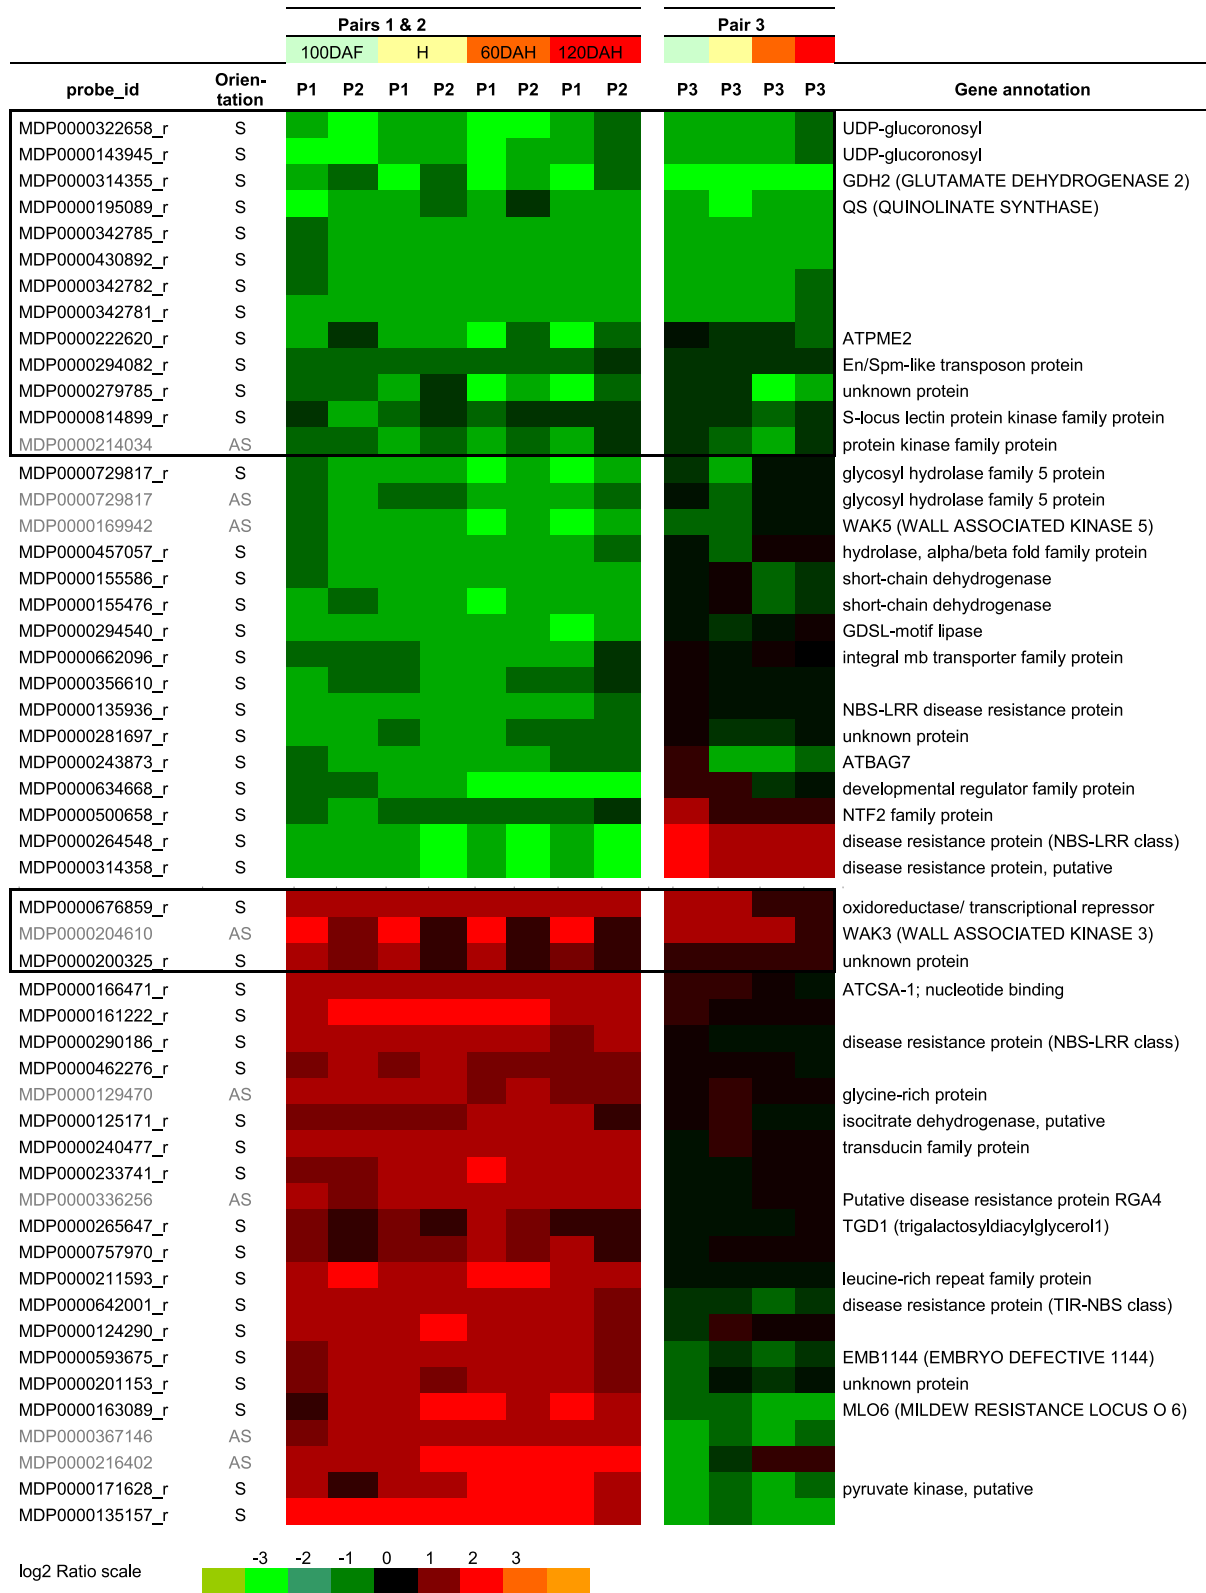 Pairs 1 & 2 Pair 3
100DAF H 60DAH 120DAH
probe_id Orien-tation P1 P2 P1 P2 P1 P2 P1 P2 P3 P3 P3 P3 Gene annotation
MDP0000322658_r S UDP-glucoronosyl
MDP0000143945_r S UDP-glucoronosyl
MDP0000314355_r S GDH2 (GLUTAMATE DEHYDROGENASE 2)
MDP0000195089_r S QS (QUINOLINATE SYNTHASE)
MDP0000342785_r S
MDP0000430892_r S
MDP0000342782_r S
MDP0000342781_r S
MDP0000222620_r S ATPME2
MDP0000294082_r S En/Spm-like transposon protein
MDP0000279785_r S unknown protein
MDP0000814899_r S S-locus lectin protein kinase family protein
MDP0000214034 AS protein kinase family protein
MDP0000729817_r S glycosyl hydrolase family 5 protein
MDP0000729817 AS glycosyl hydrolase family 5 protein
MDP0000169942 AS WAK5 (WALL ASSOCIATED KINASE 5)
MDP0000457057_r S hydrolase, alpha/beta fold family protein
MDP0000155586_r S short-chain dehydrogenase
MDP0000155476_r S short-chain dehydrogenase
MDP0000294540_r S GDSL-motif lipase
MDP0000662096_r S integral mb transporter family protein
MDP0000356610_r S
MDP0000135936_r S NBS-LRR disease resistance protein
MDP0000281697_r S unknown protein
MDP0000243873_r S ATBAG7
MDP0000634668_r S developmental regulator family protein
MDP0000500658_r S NTF2 family protein
MDP0000264548_r S disease resistance protein (NBS-LRR class)
MDP0000314358_r S disease resistance protein, putative
MDP0000676859_r S oxidoreductase/ transcriptional repressor
MDP0000204610 AS WAK3 (WALL ASSOCIATED KINASE 3)
MDP0000200325_r S unknown protein
MDP0000166471_r S ATCSA-1; nucleotide binding
MDP0000161222_r S
MDP0000290186_r S disease resistance protein (NBS-LRR class)
MDP0000462276_r S
MDP0000129470 AS glycine-rich protein
MDP0000125171_r S isocitrate dehydrogenase, putative
MDP0000240477_r S transducin family protein
MDP0000233741_r S
MDP0000336256 AS Putative disease resistance protein RGA4
MDP0000265647_r S TGD1 (trigalactosyldiacylglycerol1)
MDP0000757970_r S
MDP0000211593_r S leucine-rich repeat family protein
MDP0000642001_r S disease resistance protein (TIR-NBS class)
MDP0000124290_r S
MDP0000593675_r S EMB1144 (EMBRYO DEFECTIVE 1144)
MDP0000201153_r S unknown protein
MDP0000163089_r S MLO6 (MILDEW RESISTANCE LOCUS O 6)
MDP0000367146 AS
MDP0000216402 AS
MDP0000171628_r S pyruvate kinase, putative
MDP0000135157_r S
log2 Ratio scale -3 -2 -1 0 1 2 3